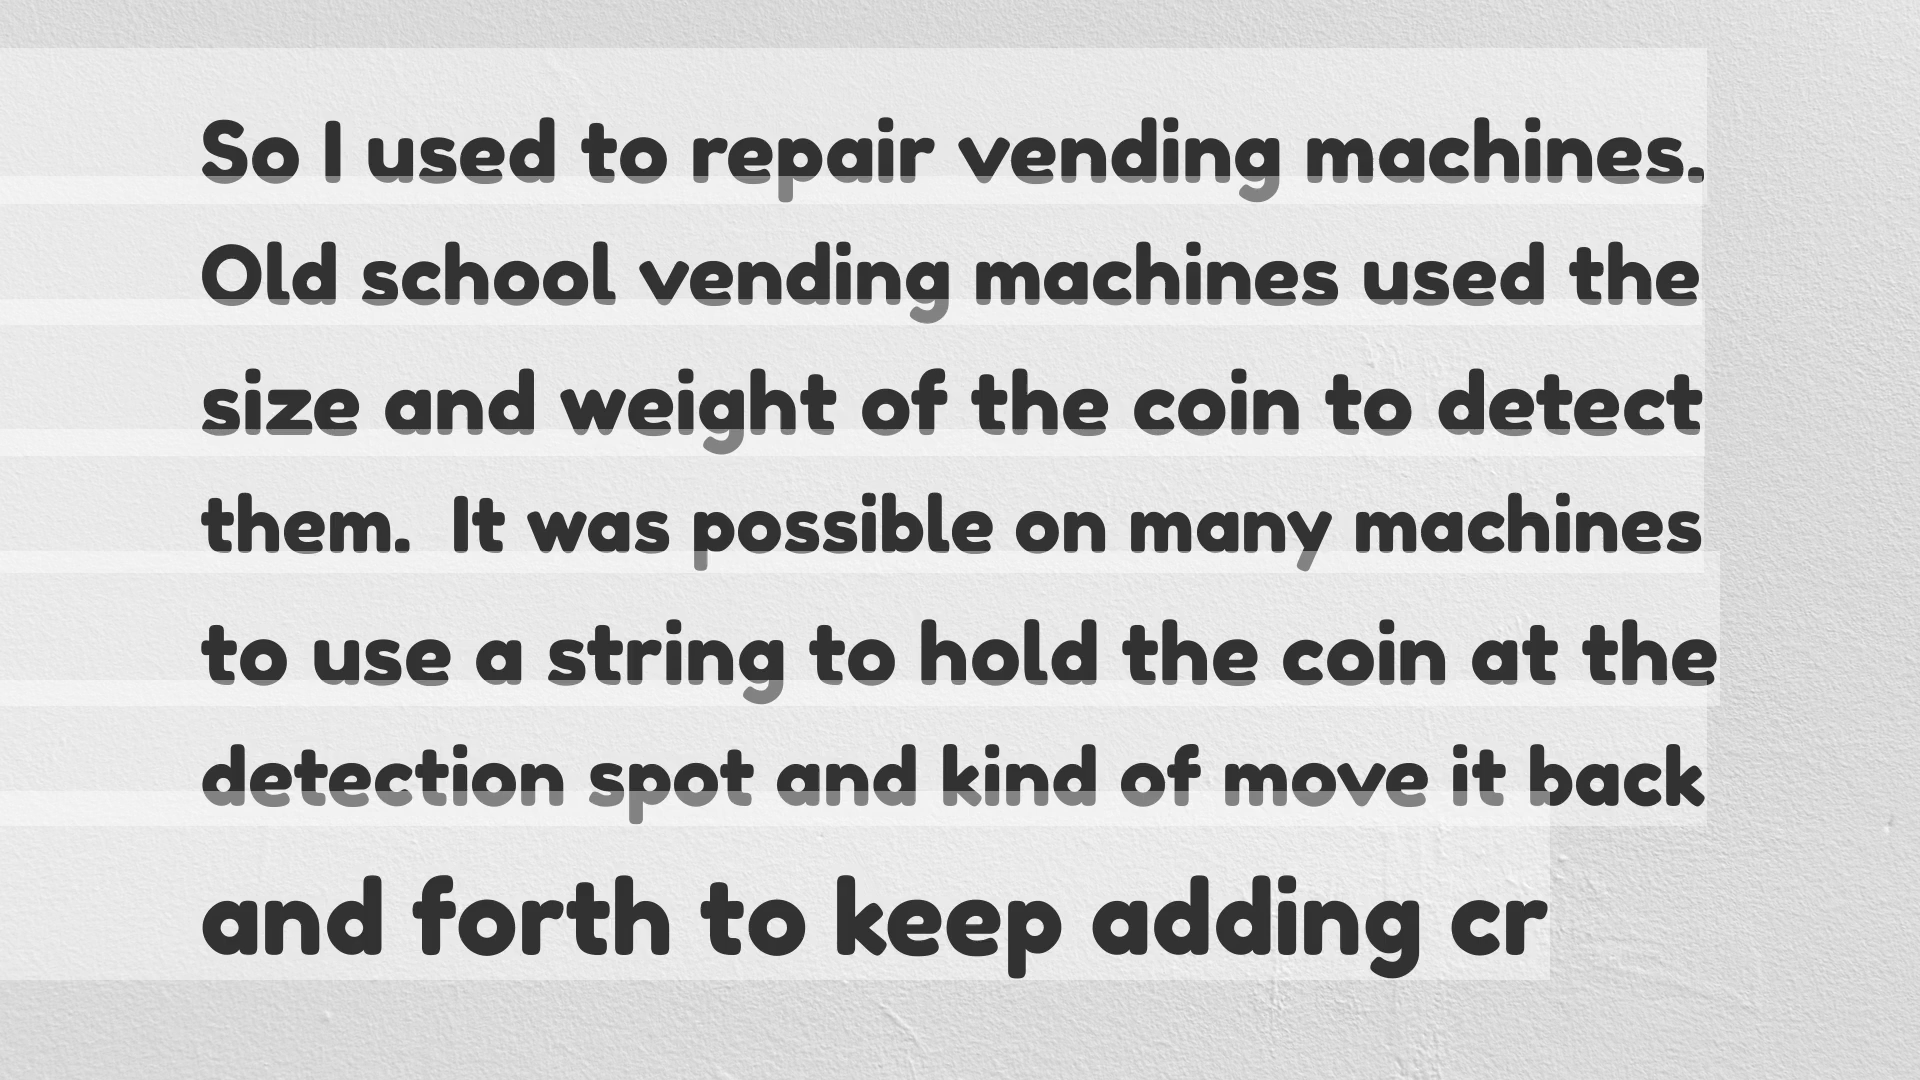 So I used to repair vending machines.
Old school vending machines used the
size and weight of the coin to detect
them.  It was possible on many machines
to use a string to hold the coin at the
detection spot and kind of move it back
and forth to keep adding cr